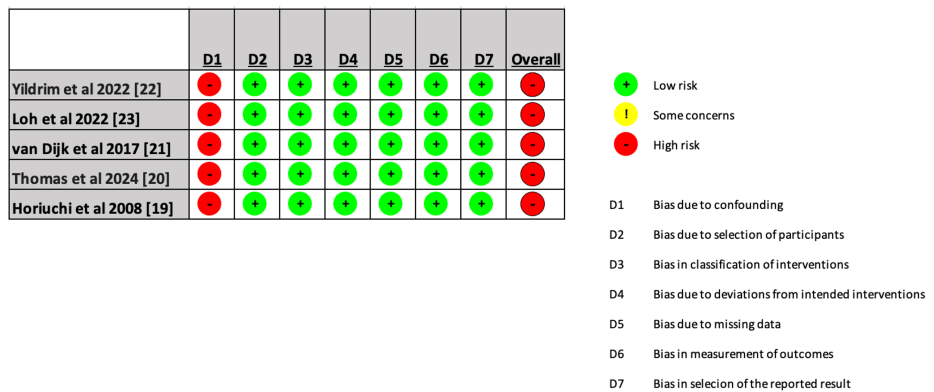 D1 D2 D3 D4 D5 D6 D7 Overall
Yildrim et al 2022 [22] - + + + + + + -
Loh et al 2022 [23] - + + + + + + -
van Dijk et al 2017 [21] - + + + + + + -
Thomas et al 2024 [20] - + + + + + + -
Horiuchi et al 2008 [19] - + + + + + + -
+ Low risk
! Some concerns
- High risk
D1 Bias due to confounding
D2 Bias due to selection of participants
D3 Bias in classification of interventions
D4 Bias due to deviations from intended interventions
D5 Bias due to missing data
D6 Bias in measurement of outcomes
D7 Bias in selecion of the reported result